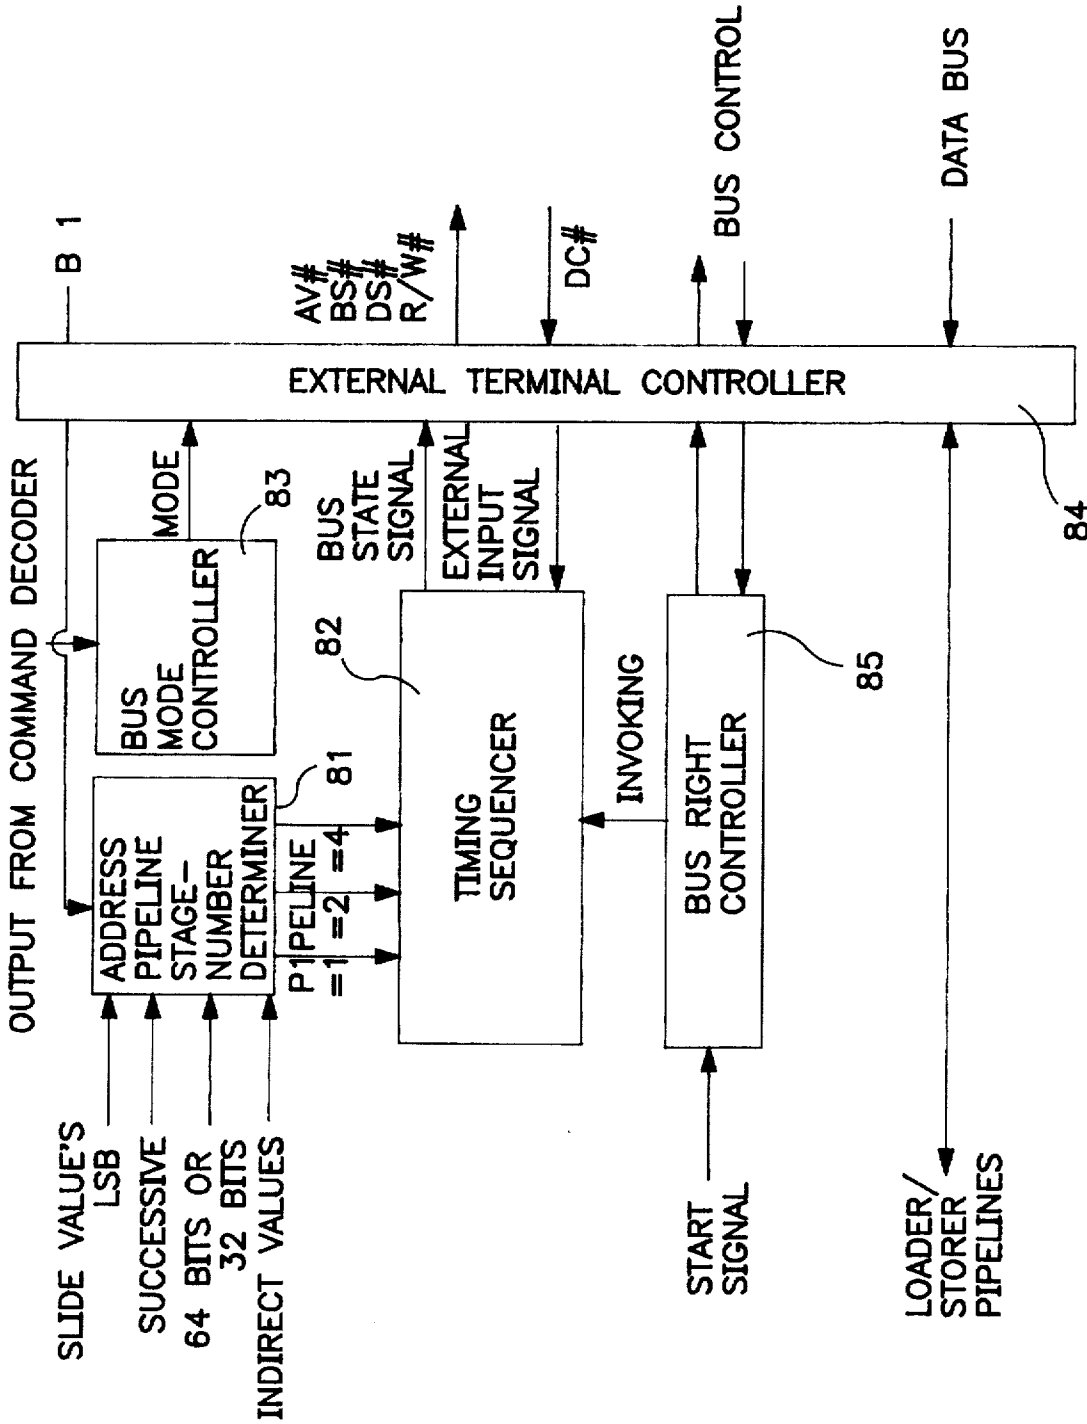 OUTPUT FROM COMMAND DECODER
B 1
SLIDE VALUE'S
LSB
SUCCESSIVE
64 BITS OR
32 BITS
INDIRECT VALUES
ADDRESS
PIPELINE
STAGE-
NUMBER
DETERMINER
81
BUS
MODE
CONTROLLER
83
MODE
P1PELINE
=1 =2 =4
TIMING
SEQUENCER
82
BUS
STATE
SIGNAL
EXTERNAL
INPUT
SIGNAL
AV#
BS#
DS#
R/W#
DC#
EXTERNAL TERMINAL CONTROLLER
84
INVOKING
START
SIGNAL
BUS RIGHT
CONTROLLER
85
BUS CONTROL
LOADER/
STORER
PIPELINES
DATA BUS